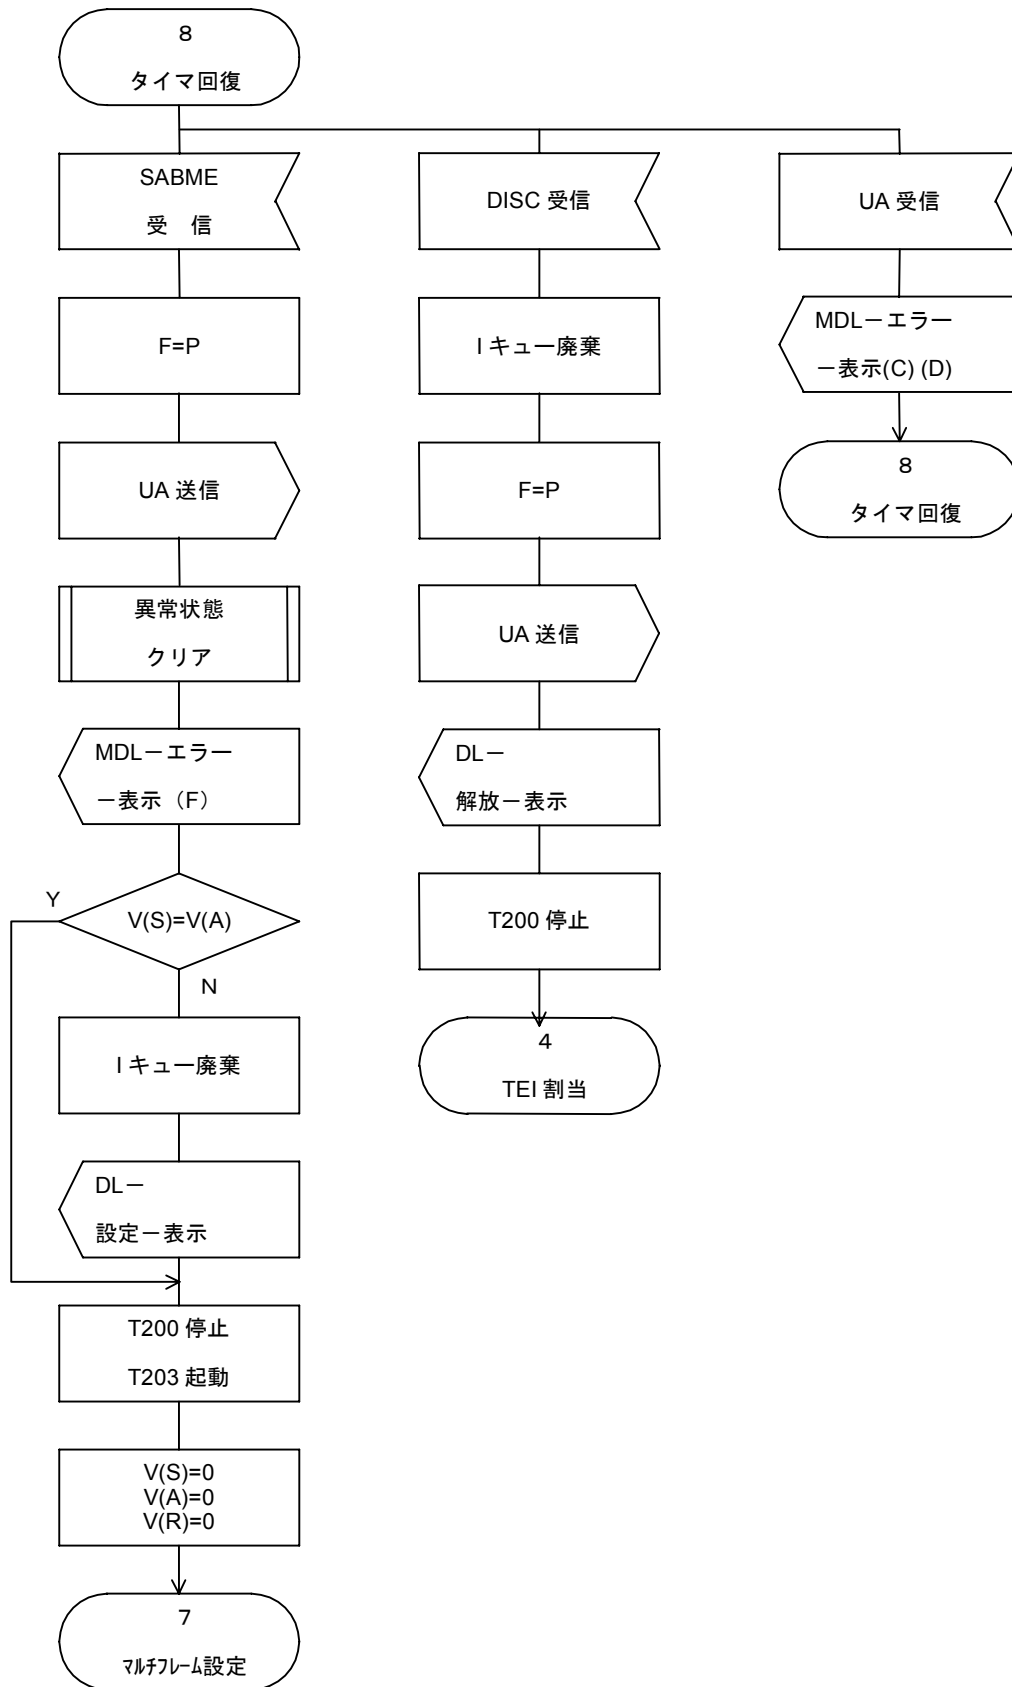 8
タイマ回復
SABME
受 信
F=P
UA 送信
異常状態
クリア
MDL－エラー
－表示（F）
Y
V(S)=V(A)
N
I キュー廃棄
DL－
設定－表示
T200 停止
T203 起動
V(S)=0
V(A)=0
V(R)=0
7
ﾏﾙﾁﾌﾚｰﾑ設定
DISC 受信
I キュー廃棄
F=P
UA 送信
DL－
解放－表示
T200 停止
4
TEI 割当
UA 受信
MDL－エラー
－表示(C) (D)
8
タイマ回復